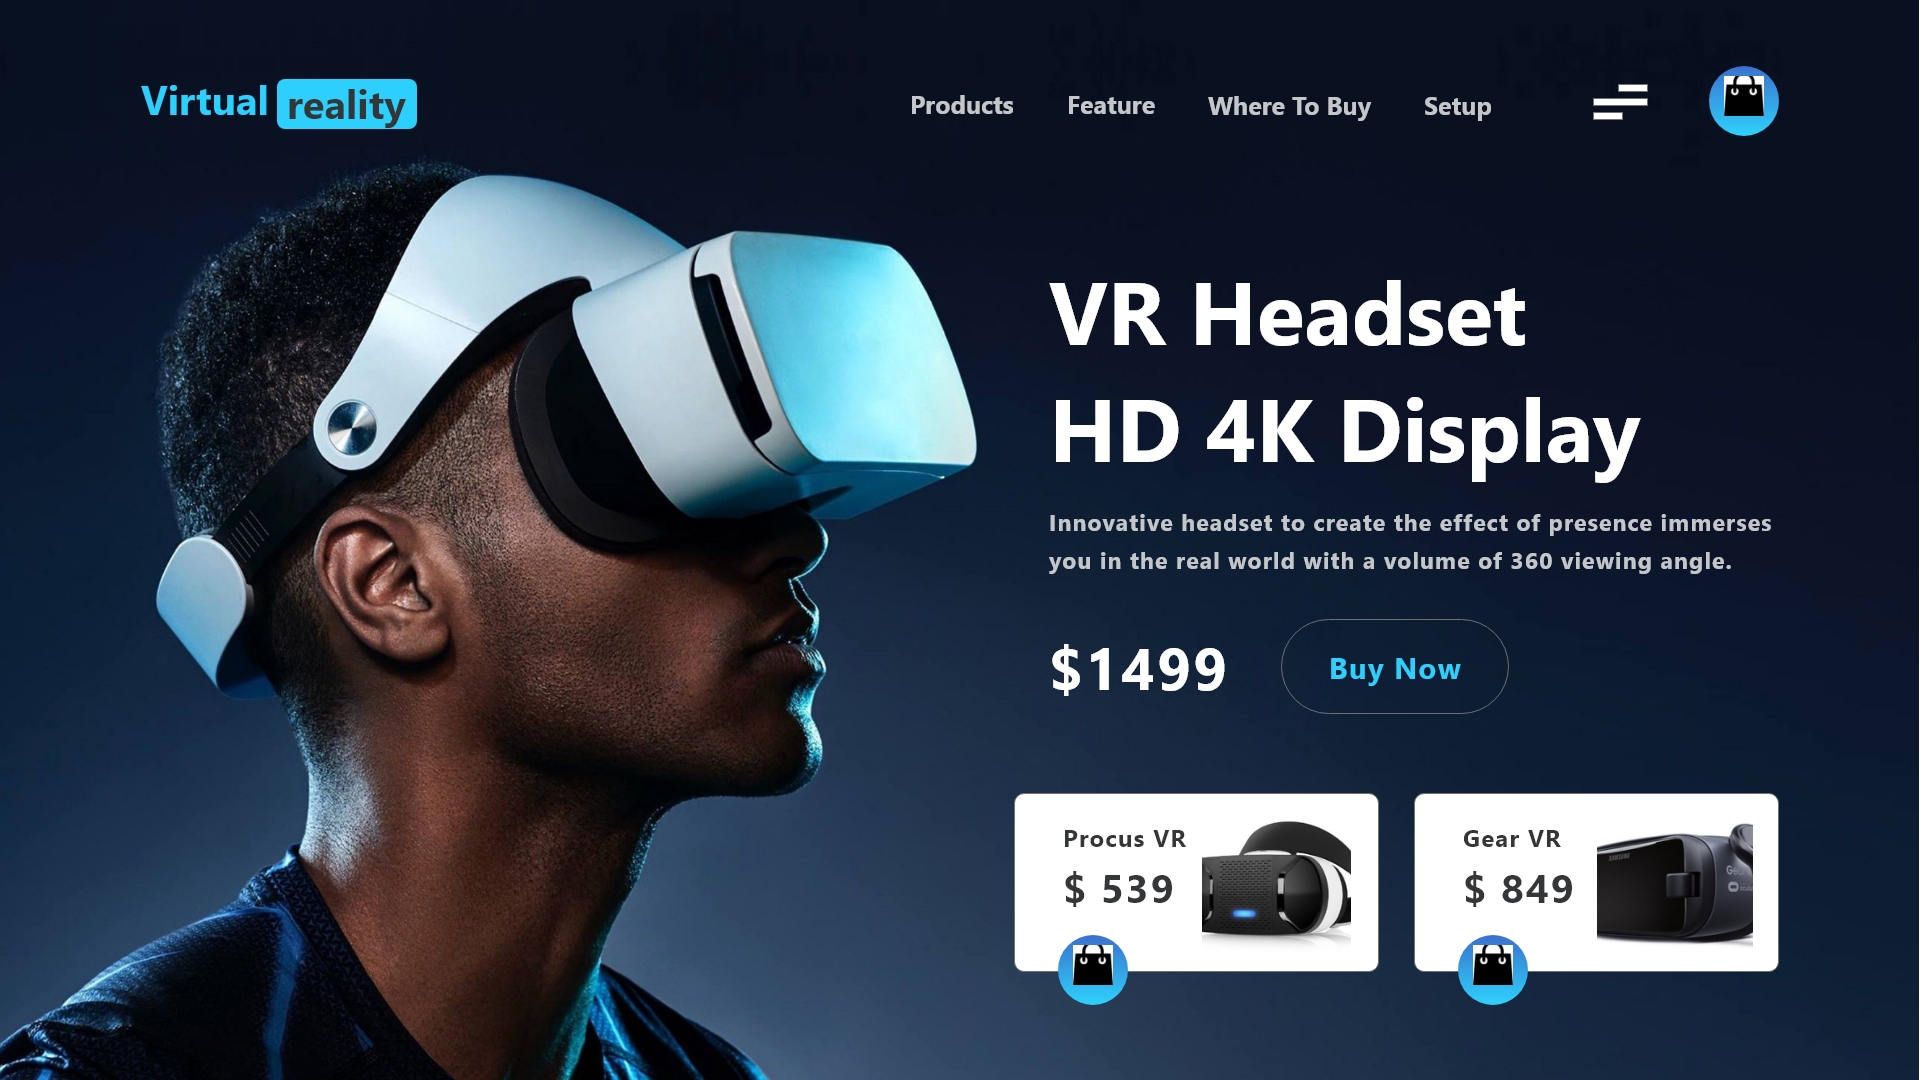 Virtual reality
Products Feature Where To Buy Setup
VR Headset
HD 4K Display
Innovative headset to create the effect of presence immerses
you in the real world with a volume of 360 viewing angle.
$1499 Buy Now
Procus VR
$ 539
Gear VR
$ 849
SAMSUNG